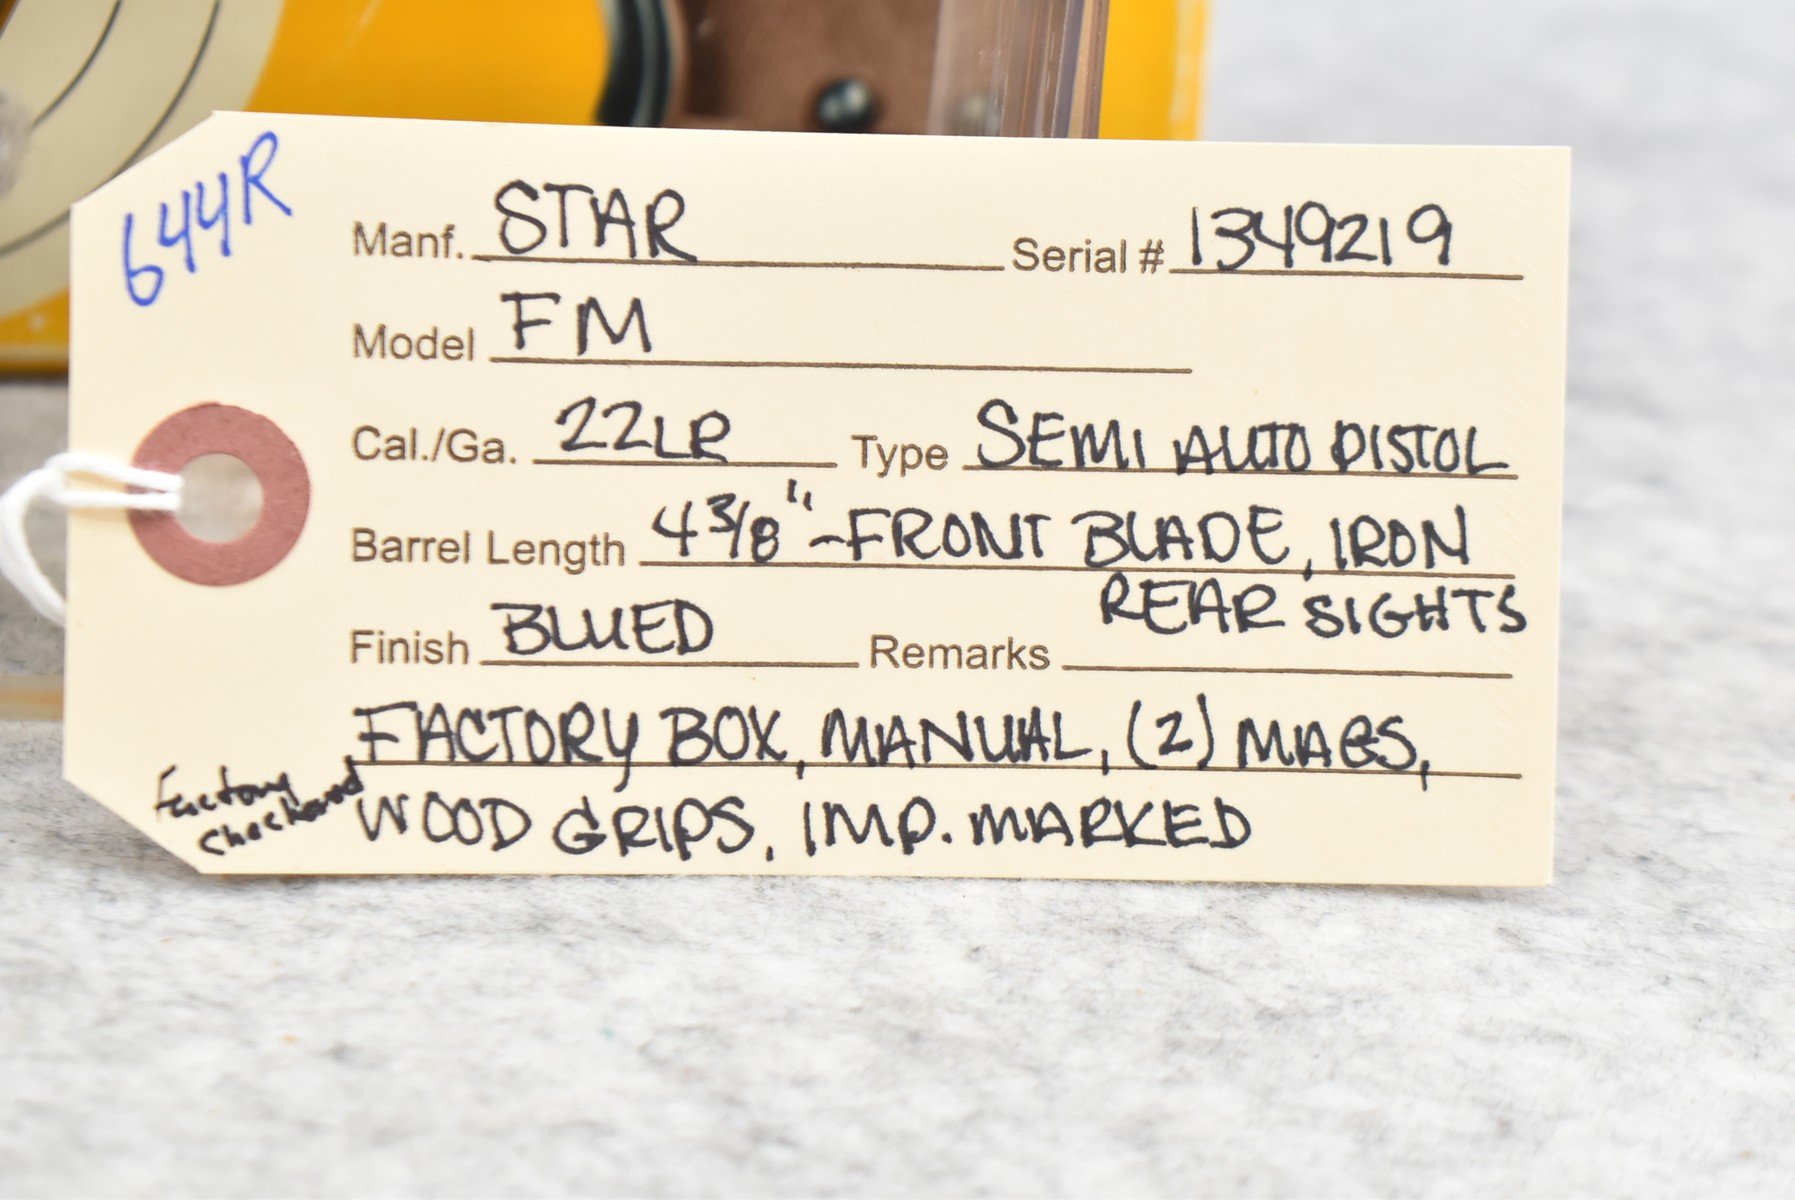 644R
Manf. STAR Serial # 1349219
Model FM
Cal./Ga. 22LR Type SEMI AUTO PISTOL
Barrel Length 4 3/8" - FRONT BLADE, IRON
REAR SIGHTS
Finish BLUED Remarks
FACTORY BOX, MANUAL, (2) MAGS,
Factory
Checkered
WOOD GRIPS, IMP. MARKED